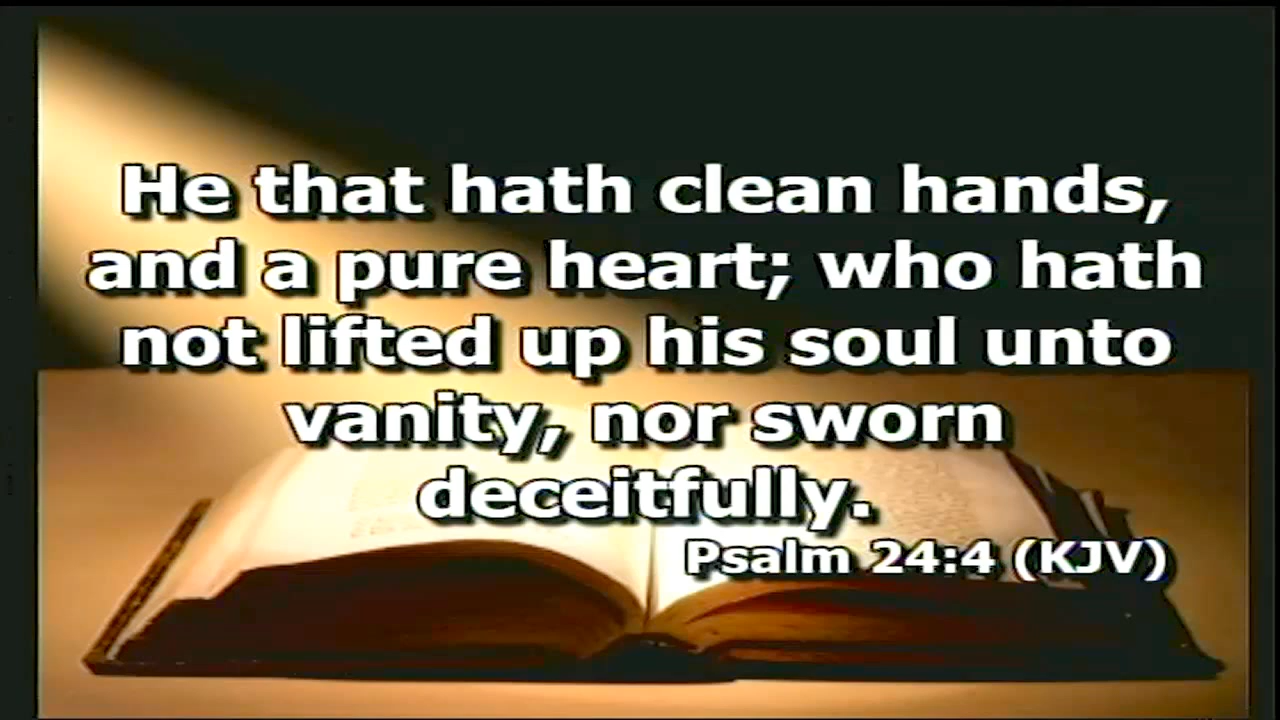 He that hath clean hands,
and a pure heart; who hath
not lifted up his soul unto
vanity, nor sworn
deceitfully.
Psalm 24:4 (KJV)